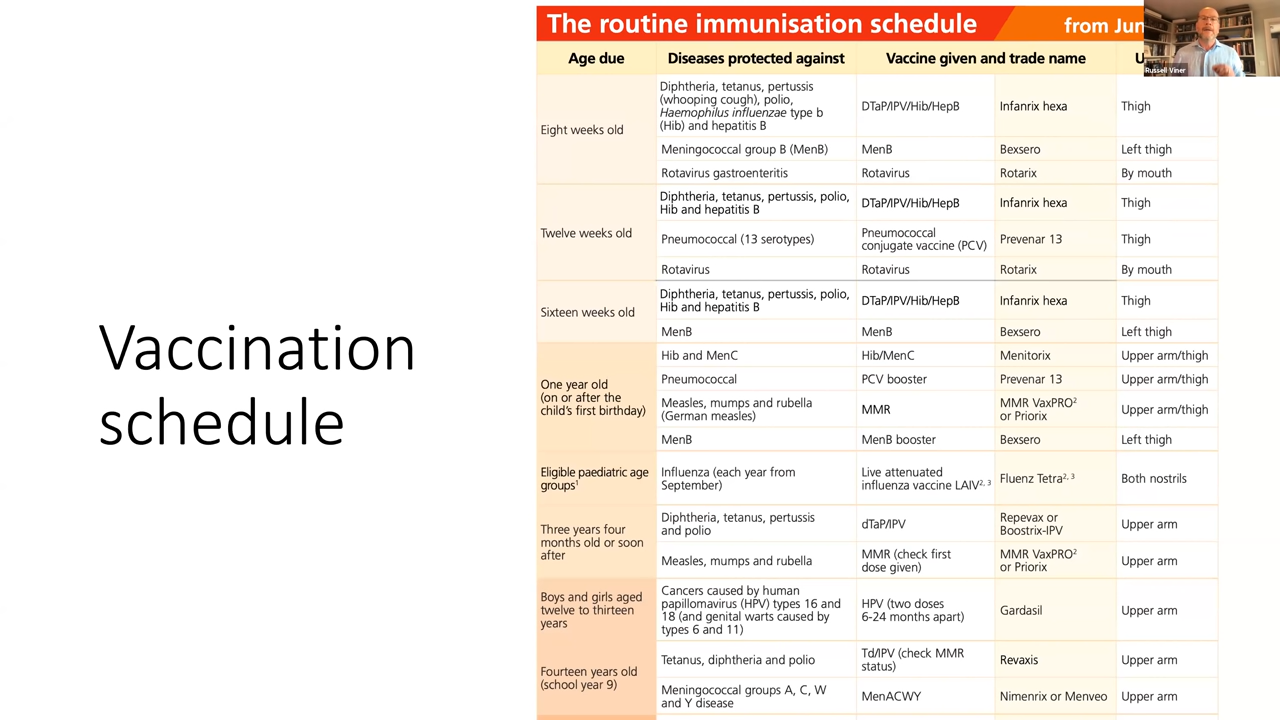 Vaccination
schedule
The routine immunisation schedule from Jun
Russell Viner
Age due Diseases protected against Vaccine given and trade name U
Eight weeks old
Diphtheria, tetanus, pertussis
(whooping cough), polio,
Haemophilus influenzae type b
(Hib) and hepatitis B
DTaP/IPV/Hib/HepB Infanrix hexa Thigh
Meningococcal group B (MenB) MenB Bexsero Left thigh
Rotavirus gastroenteritis Rotavirus Rotarix By mouth
Twelve weeks old
Diphtheria, tetanus, pertussis, polio,
Hib and hepatitis B
DTaP/IPV/Hib/HepB Infanrix hexa Thigh
Pneumococcal (13 serotypes)
Pneumococcal
conjugate vaccine (PCV)
Prevenar 13 Thigh
Rotavirus Rotavirus Rotarix By mouth
Sixteen weeks old
Diphtheria, tetanus, pertussis, polio,
Hib and hepatitis B
DTaP/IPV/Hib/HepB Infanrix hexa Thigh
MenB MenB Bexsero Left thigh
One year old
(on or after the
child's first birthday)
Hib and MenC Hib/MenC Menitorix Upper arm/thigh
Pneumococcal PCV booster Prevenar 13 Upper arm/thigh
Measles, mumps and rubella
(German measles)
MMR
MMR VaxPRO²
or Priorix
Upper arm/thigh
MenB MenB booster Bexsero Left thigh
Eligible paediatric age
groups¹
Influenza (each year from
September)
Live attenuated
influenza vaccine LAIV²,³
Fluenz Tetra²,³ Both nostrils
Three years four
months old or soon
after
Diphtheria, tetanus, pertussis
and polio
dTaP/IPV
Repevax or
Boostrix-IPV
Upper arm
Measles, mumps and rubella
MMR (check first
dose given)
MMR VaxPRO²
or Priorix
Upper arm
Boys and girls aged
twelve to thirteen
years
Cancers caused by human
papillomavirus (HPV) types 16 and
18 (and genital warts caused by
types 6 and 11)
HPV (two doses
6-24 months apart)
Gardasil Upper arm
Fourteen years old
(school year 9)
Tetanus, diphtheria and polio
Td/IPV (check MMR
status)
Revaxis Upper arm
Meningococcal groups A, C, W
and Y disease
MenACWY Nimenrix or Menveo Upper arm